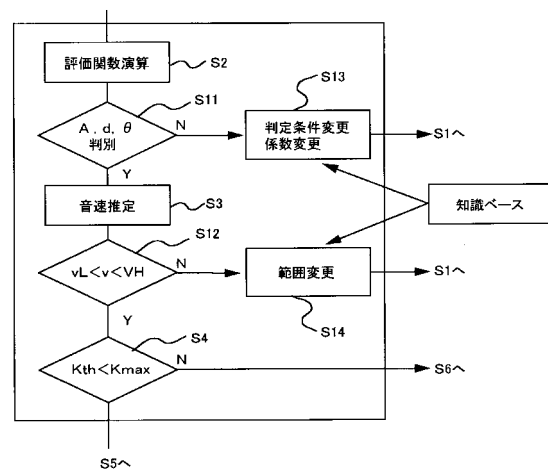 評価関数演算
S2
S11
S13
A, d, θ
判別
N
判定条件変更
係数変更
S1へ
Y
音速推定
S3
知識ベース
S12
vL<v<VH
N
範囲変更
S1へ
Y
S14
S4
Kth<Kmax
N
S6へ
S5へ